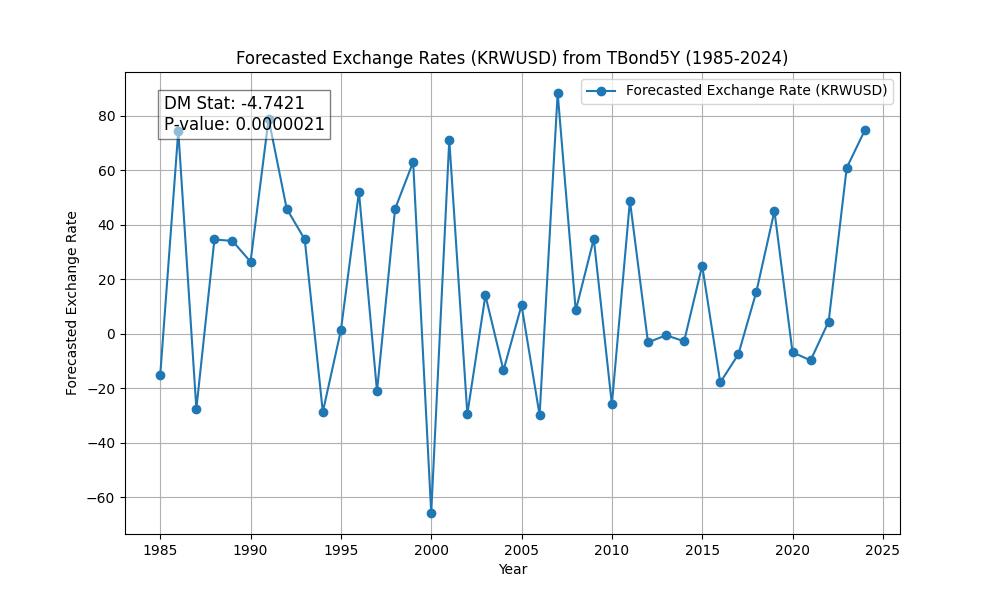 Forecasted Exchange Rates (KRWUSD) from TBond5Y (1985-2024)
DM Stat: -4.7421
P-value: 0.0000021
Forecasted Exchange Rate (KRWUSD)
Forecasted Exchange Rate
80
60
40
20
0
−20
−40
−60
1985 1990 1995 2000 2005 2010 2015 2020 2025
Year